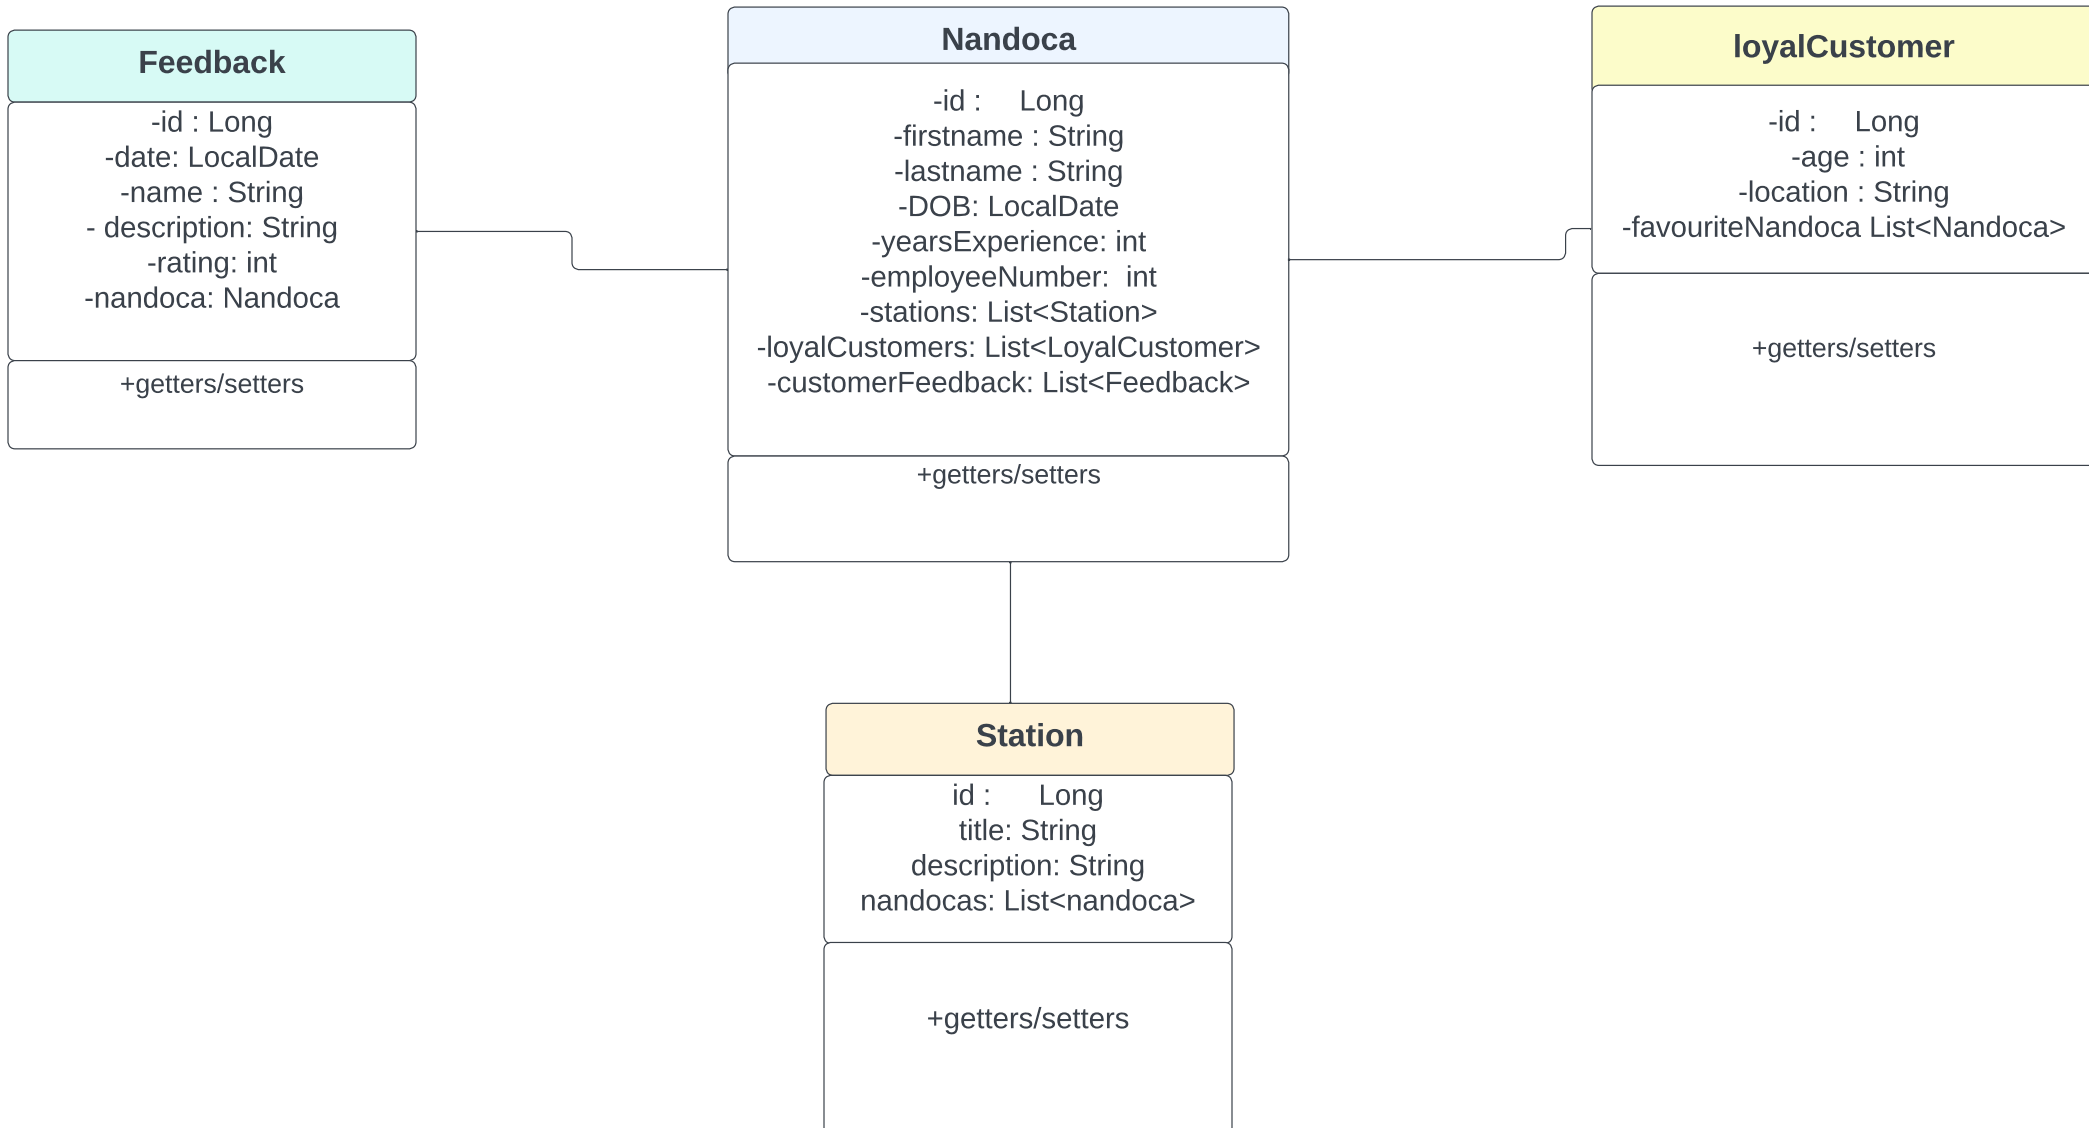 Feedback
-id : Long
-date: LocalDate
-name : String
- description: String
-rating: int
-nandoca: Nandoca
+getters/setters
Nandoca
-id :     Long
-firstname : String
-lastname : String
-DOB: LocalDate
-yearsExperience: int
-employeeNumber:  int
-stations: List<Station>
-loyalCustomers: List<LoyalCustomer>
-customerFeedback: List<Feedback>
+getters/setters
loyalCustomer
-id :     Long
-age : int
-location : String
-favouriteNandoca List<Nandoca>
+getters/setters
Station
id :      Long
title: String
description: String
nandocas: List<nandoca>
+getters/setters